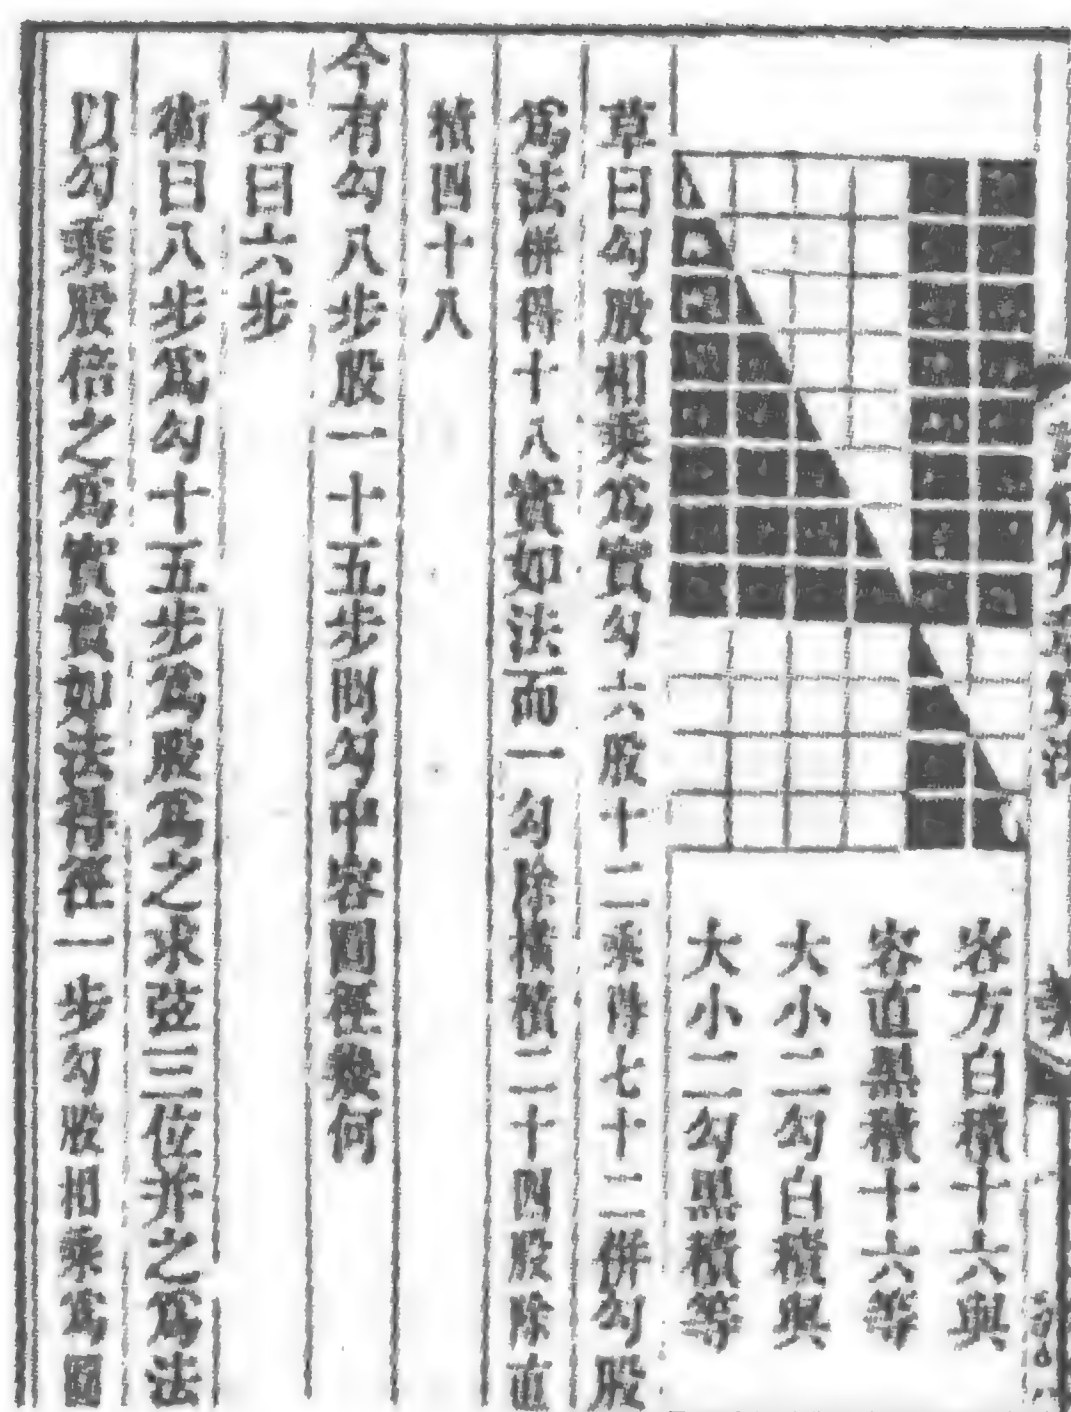 容方白積十六與
容直黑積十六等
大小二勾白積與
大小二勾黑積等
草曰勾股相乘爲實勾六股十二乘得七十二併勾股
爲法併得十八實如法而一勾除橫積二十四股除直
積四十八
今有勾八步股一十五步問勾中容圓徑幾何
荅曰六步
術曰八步爲勾十五步爲股爲之求弦三位并之爲法
以勾乘股倍之爲實實如法得徑一步勾股相乘爲圖